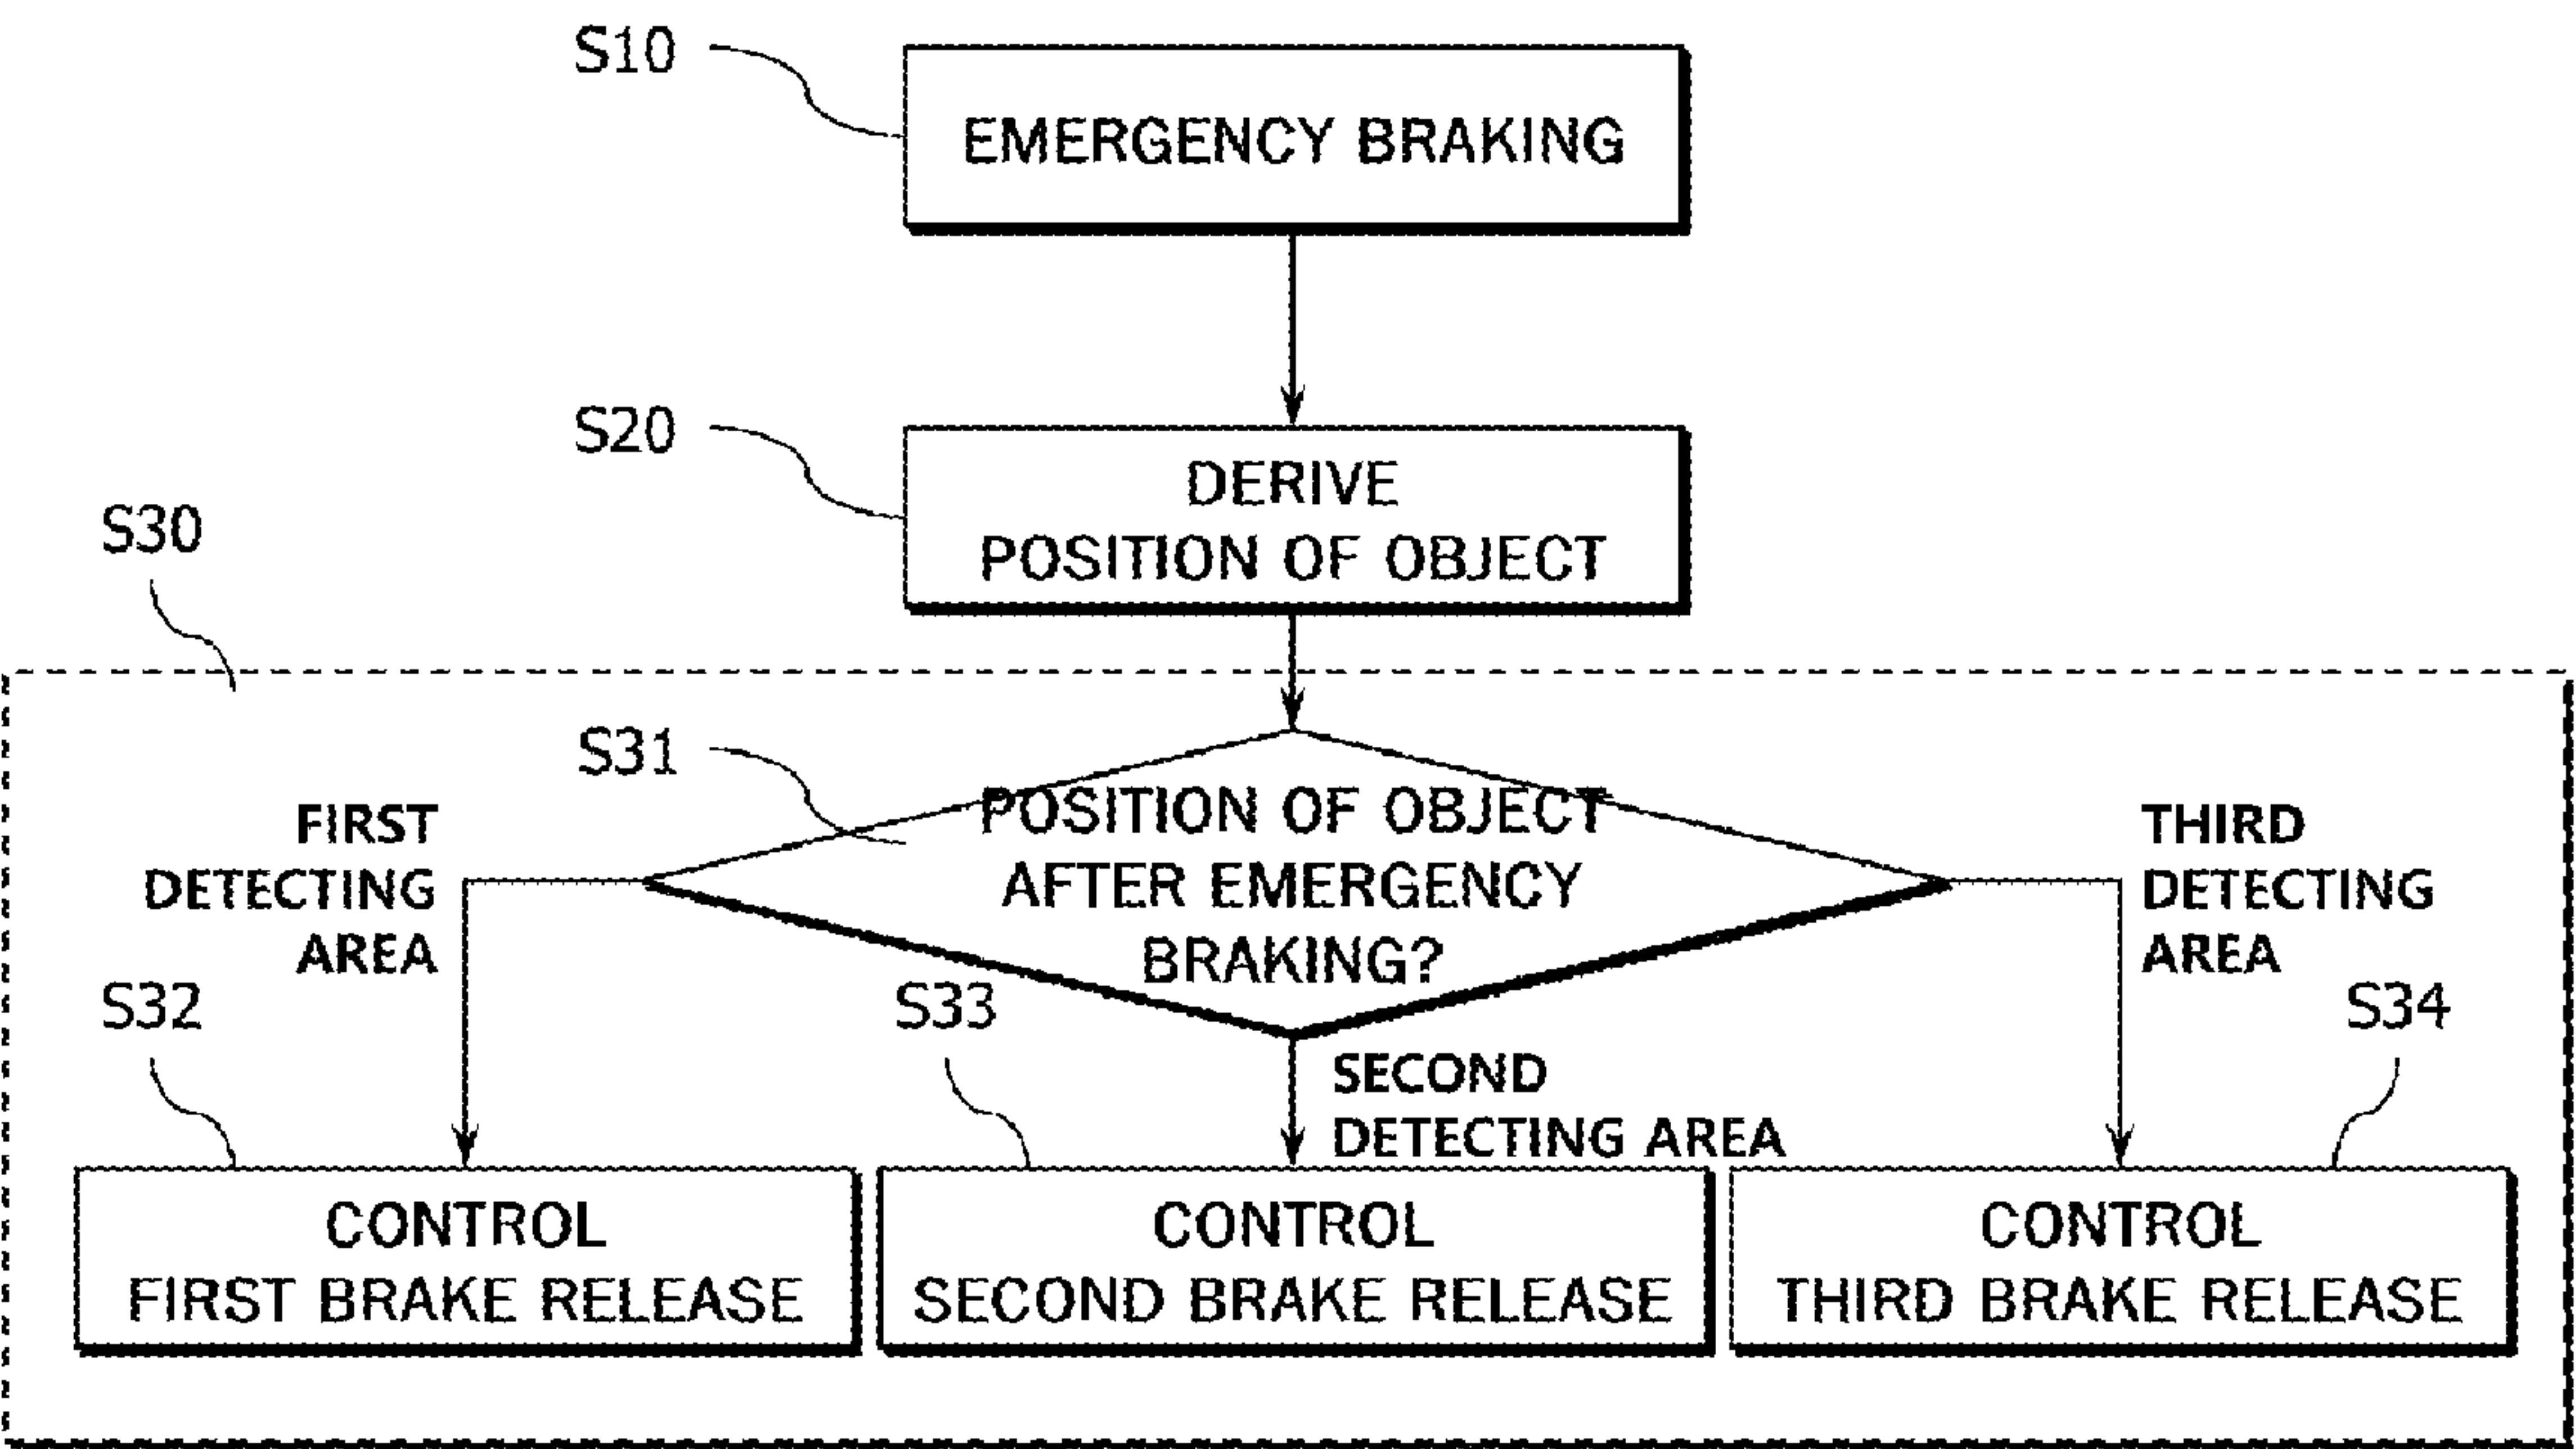 S10
EMERGENCY BRAKING
S20
DERIVE
POSITION OF OBJECT
S30
S31
POSITION OF OBJECT
AFTER EMERGENCY
BRAKING?
FIRST
DETECTING
AREA
THIRD
DETECTING
AREA
SECOND
DETECTING AREA
S32
CONTROL
FIRST BRAKE RELEASE
S33
CONTROL
SECOND BRAKE RELEASE
S34
CONTROL
THIRD BRAKE RELEASE